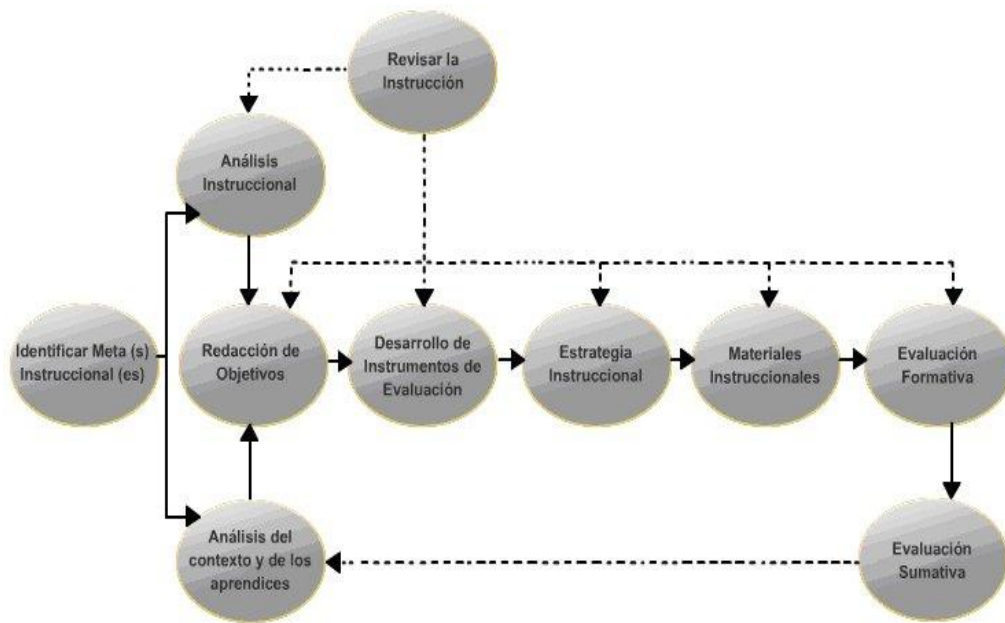 Revisar la
Instrucción
Análisis
Instruccional
Identificar Meta (s)
Instruccional (es)
Redacción de
Objetivos
Desarrollo de
Instrumentos de
Evaluación
Estrategia
Instruccional
Materiales
Instruccionales
Evaluación
Formativa
Análisis del
contexto y de los
aprendices
Evaluación
Sumativa